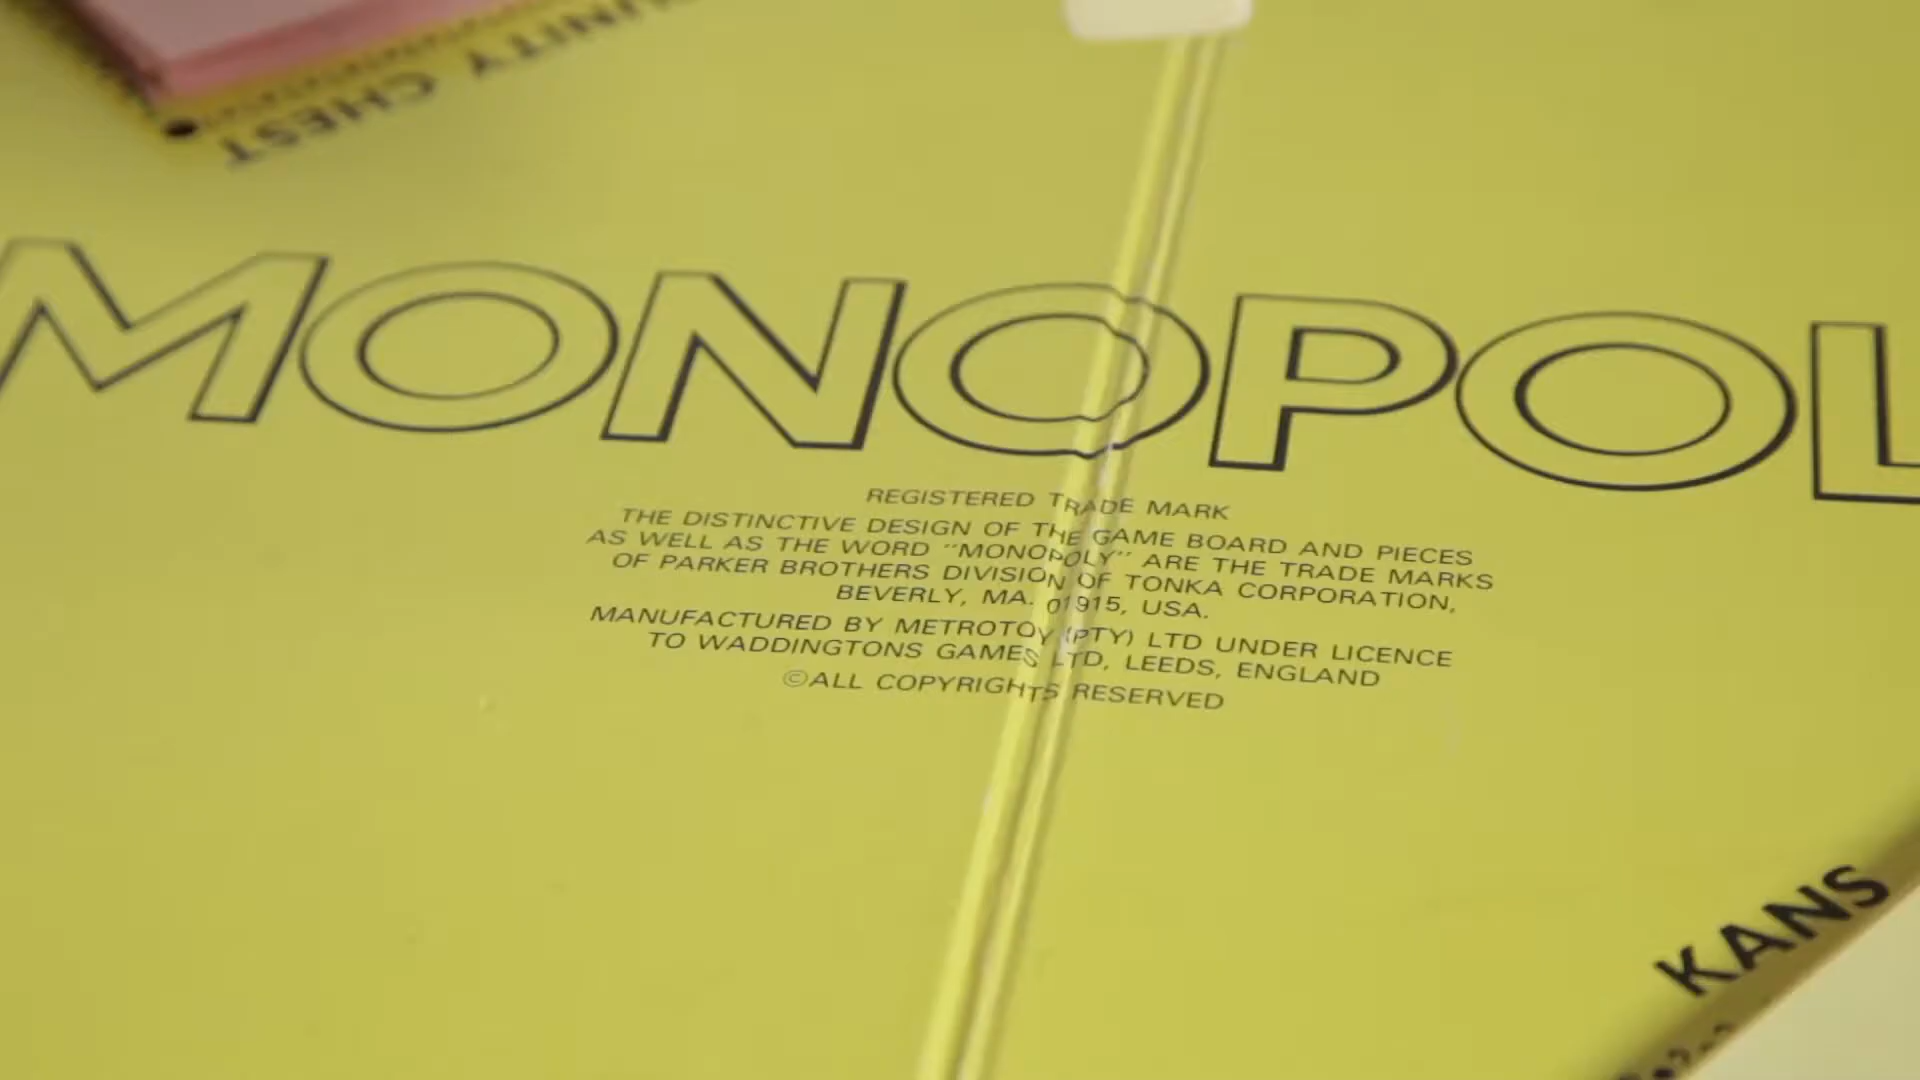 UNITY CHEST
MONOPOL
REGISTERED TRADE MARK
THE DISTINCTIVE DESIGN OF THE GAME BOARD AND PIECES
AS WELL AS THE WORD "MONOPOLY" ARE THE TRADE MARKS
OF PARKER BROTHERS DIVISION OF TONKA CORPORATION,
BEVERLY, MA. 01915, USA.
MANUFACTURED BY METROTOY (PTY) LTD UNDER LICENCE
TO WADDINGTONS GAMES LTD, LEEDS, ENGLAND
©ALL COPYRIGHTS RESERVED
KANS